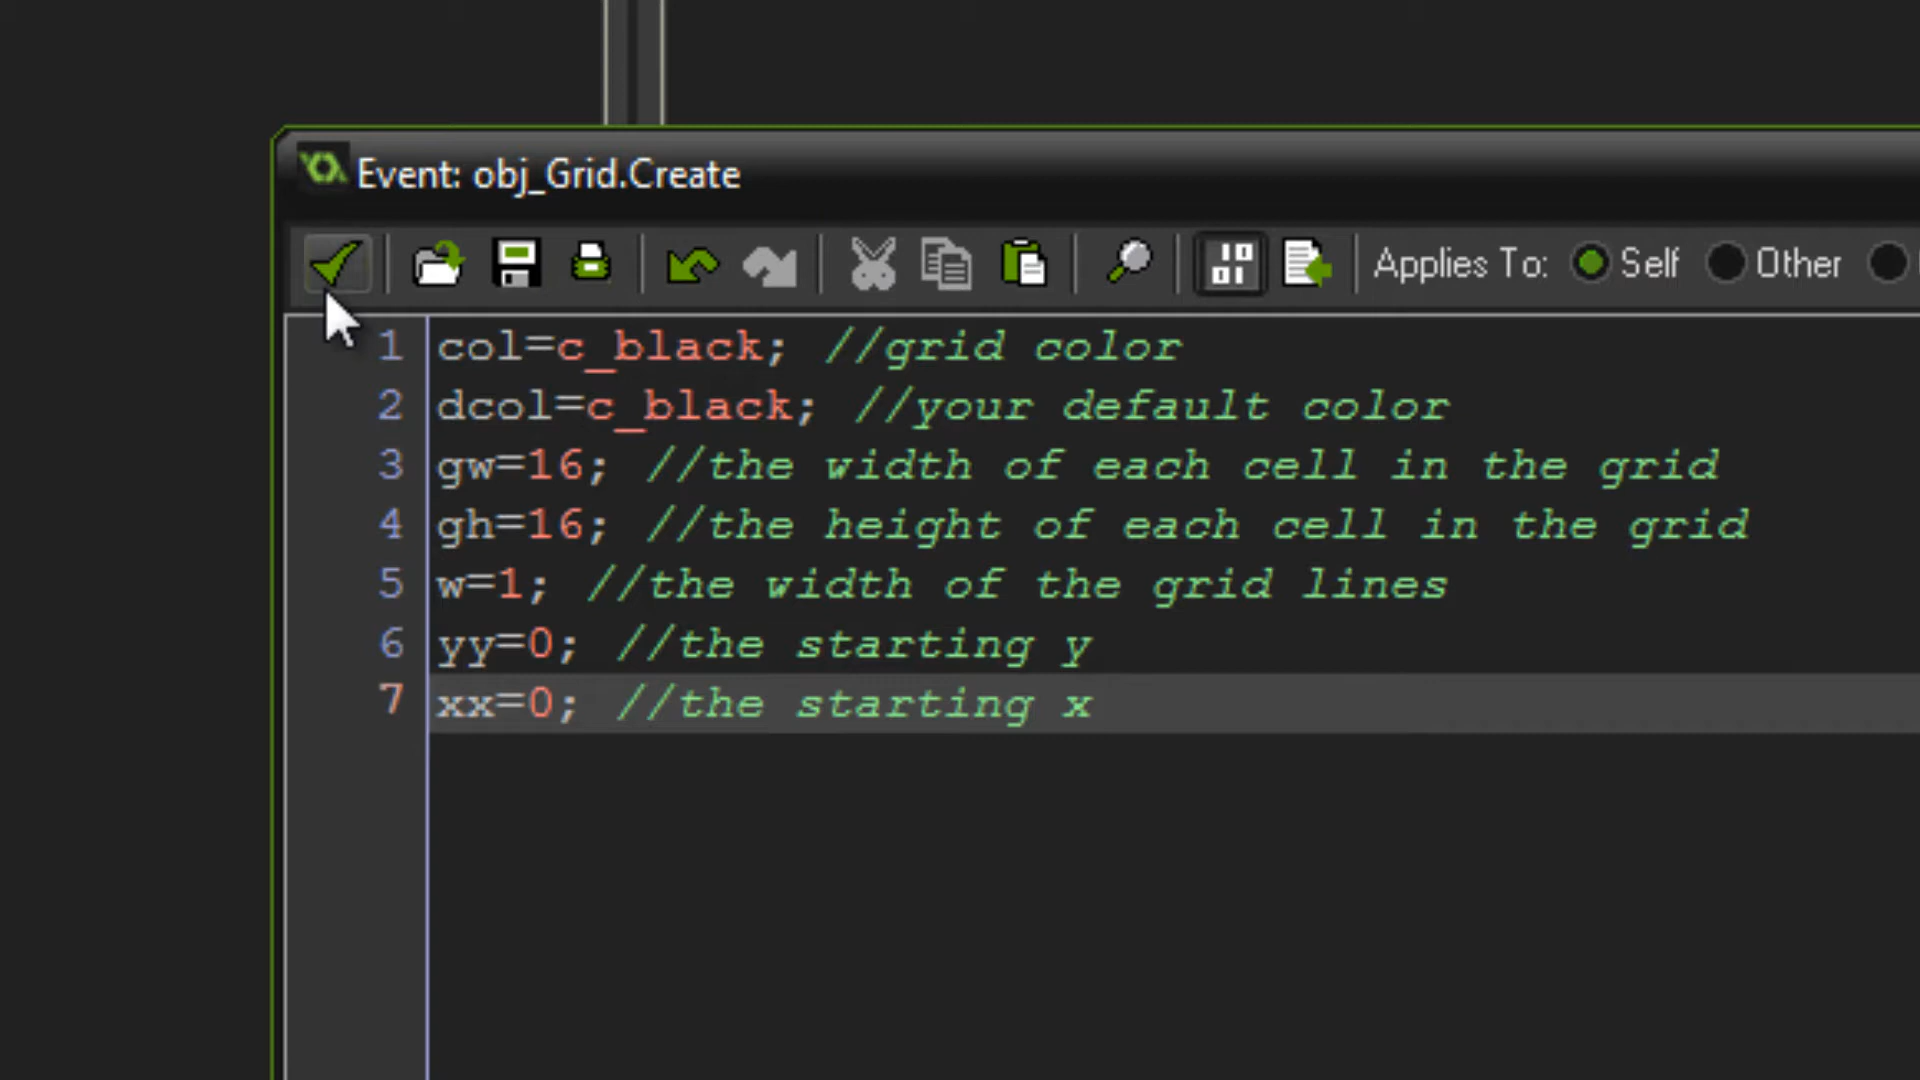 Event: obj_Grid.Create
Applies To: Self Other
1 col=c_black; //grid color
2 dcol=c_black; //your default color
3 gw=16; //the width of each cell in the grid
4 gh=16; //the height of each cell in the grid
5 w=1; //the width of the grid lines
6 yy=0; //the starting y
7 xx=0; //the starting x